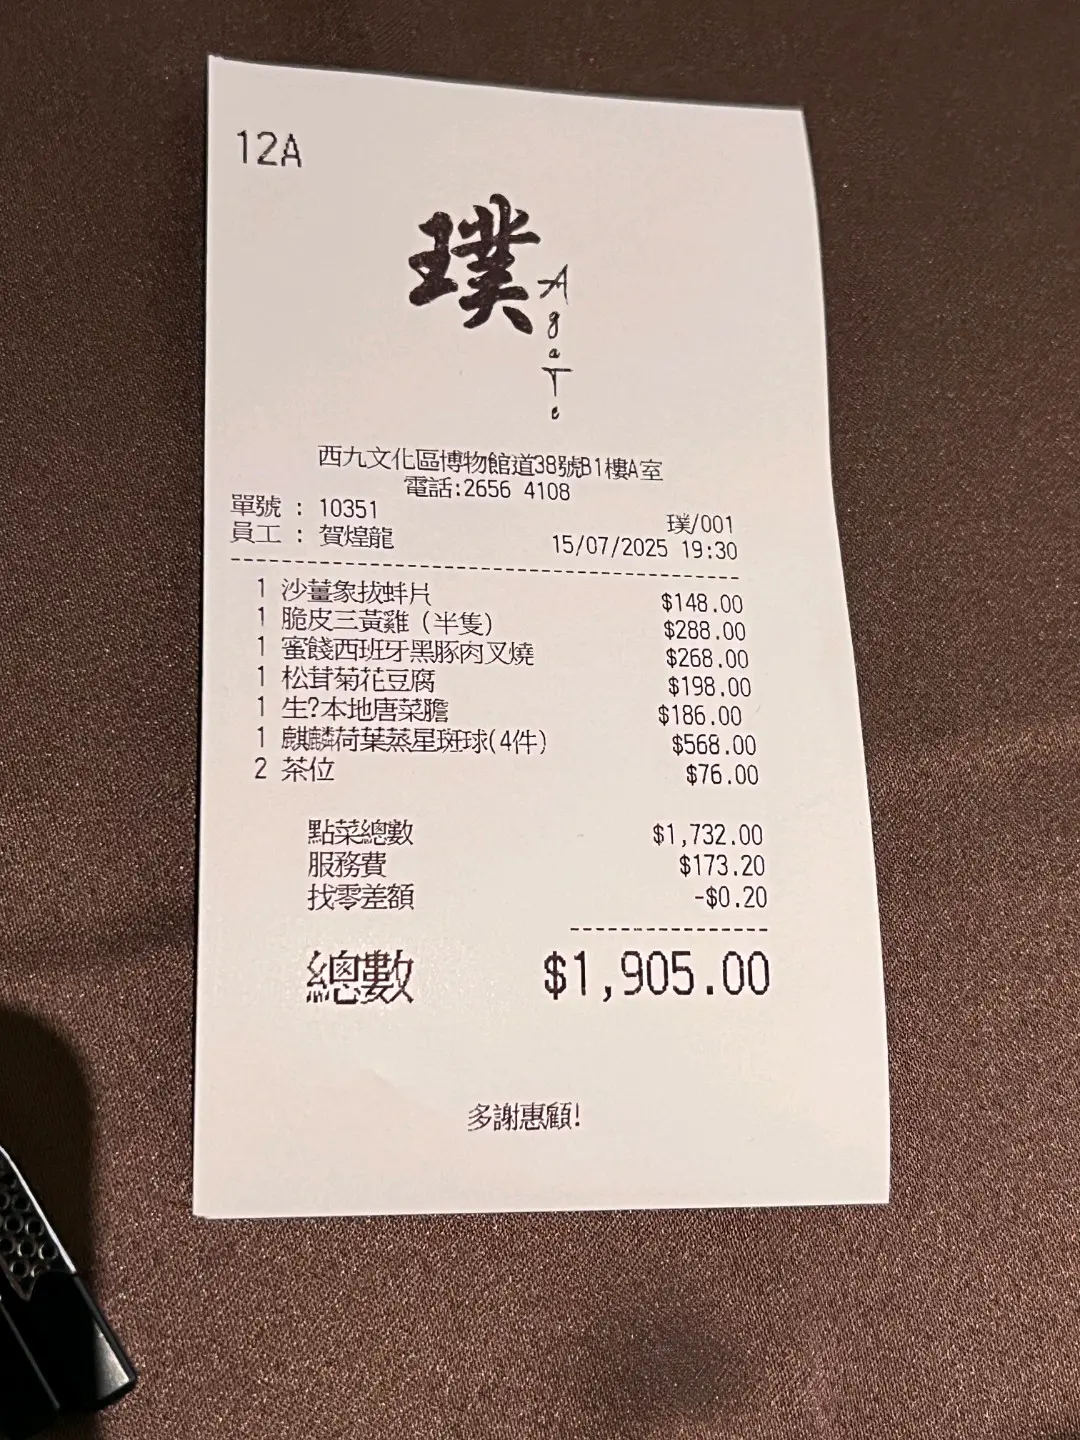 12A
璞
AgaTe
西九文化區博物館道38號B1樓A室
電話:2656 4108
單號 : 10351
璞/001
員工 : 賀煌龍 15/07/2025 19:30
1 沙薑象拔蚌片 $148.00
1 脆皮三黃雞 (半隻) $288.00
1 蜜餞西班牙黑豚肉叉燒 $268.00
1 松茸菊花豆腐 $198.00
1 生?本地唐菜膽 $186.00
1 麒麟荷葉蒸星斑球(4件) $568.00
2 茶位 $76.00
點菜總數 $1,732.00
服務費 $173.20
找零差額 -$0.20
總數 $1,905.00
多謝惠顧!